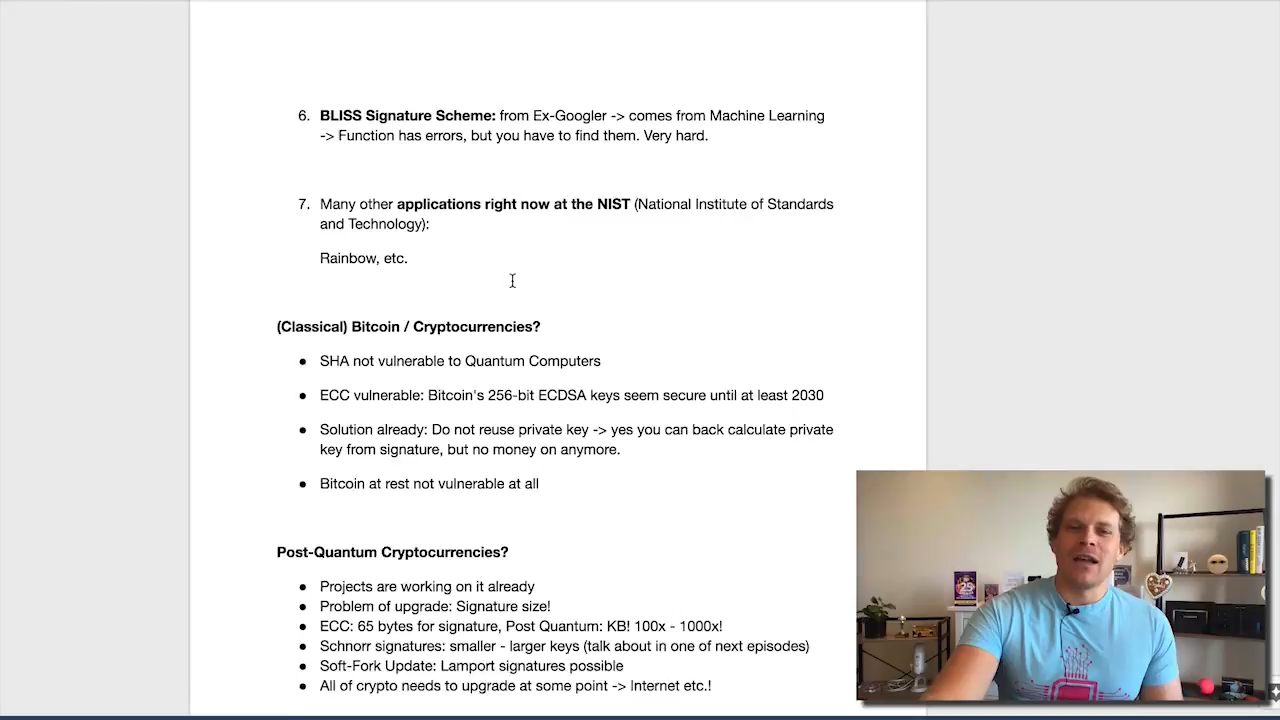 6. BLISS Signature Scheme: from Ex-Googler -> comes from Machine Learning
-> Function has errors, but you have to find them. Very hard.
7. Many other applications right now at the NIST (National Institute of Standards
and Technology):
Rainbow, etc.
(Classical) Bitcoin / Cryptocurrencies?
● SHA not vulnerable to Quantum Computers
● ECC vulnerable: Bitcoin's 256-bit ECDSA keys seem secure until at least 2030
● Solution already: Do not reuse private key -> yes you can back calculate private
key from signature, but no money on anymore.
● Bitcoin at rest not vulnerable at all
Post-Quantum Cryptocurrencies?
● Projects are working on it already
● Problem of upgrade: Signature size!
● ECC: 65 bytes for signature, Post Quantum: KB! 100x - 1000x!
● Schnorr signatures: smaller - larger keys (talk about in one of next episodes)
● Soft-Fork Update: Lamport signatures possible
● All of crypto needs to upgrade at some point -> Internet etc.!
25